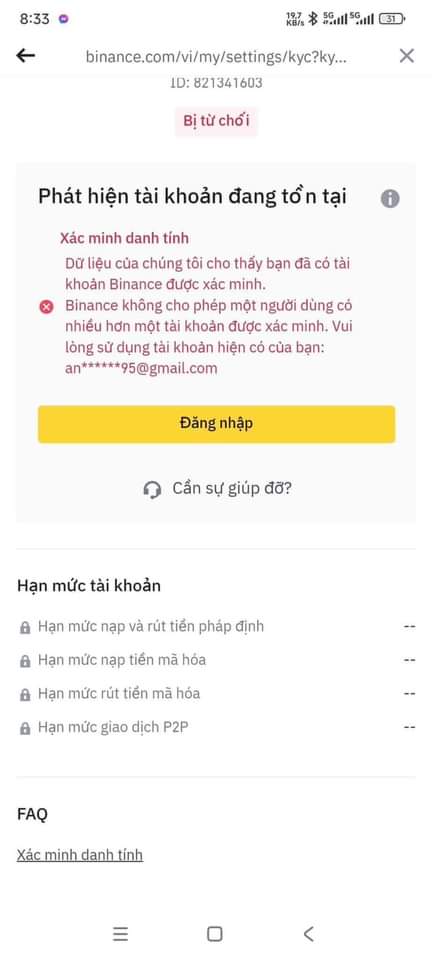 8:33
19,7
KB/s
5G
5G
31
binance.com/vi/my/settings/kyc?ky...
ID: 821341603
Bị từ chối
Phát hiện tài khoản đang tồn tại
Xác minh danh tính
Dữ liệu của chúng tôi cho thấy bạn đã có tài
khoản Binance được xác minh.
Binance không cho phép một người dùng có
nhiều hơn một tài khoản được xác minh. Vui
lòng sử dụng tài khoản hiện có của bạn:
an******95@gmail.com
Đăng nhập
Cần sự giúp đỡ?
Hạn mức tài khoản
Hạn mức nạp và rút tiền pháp định --
Hạn mức nạp tiền mã hóa --
Hạn mức rút tiền mã hóa --
Hạn mức giao dịch P2P --
FAQ
Xác minh danh tính